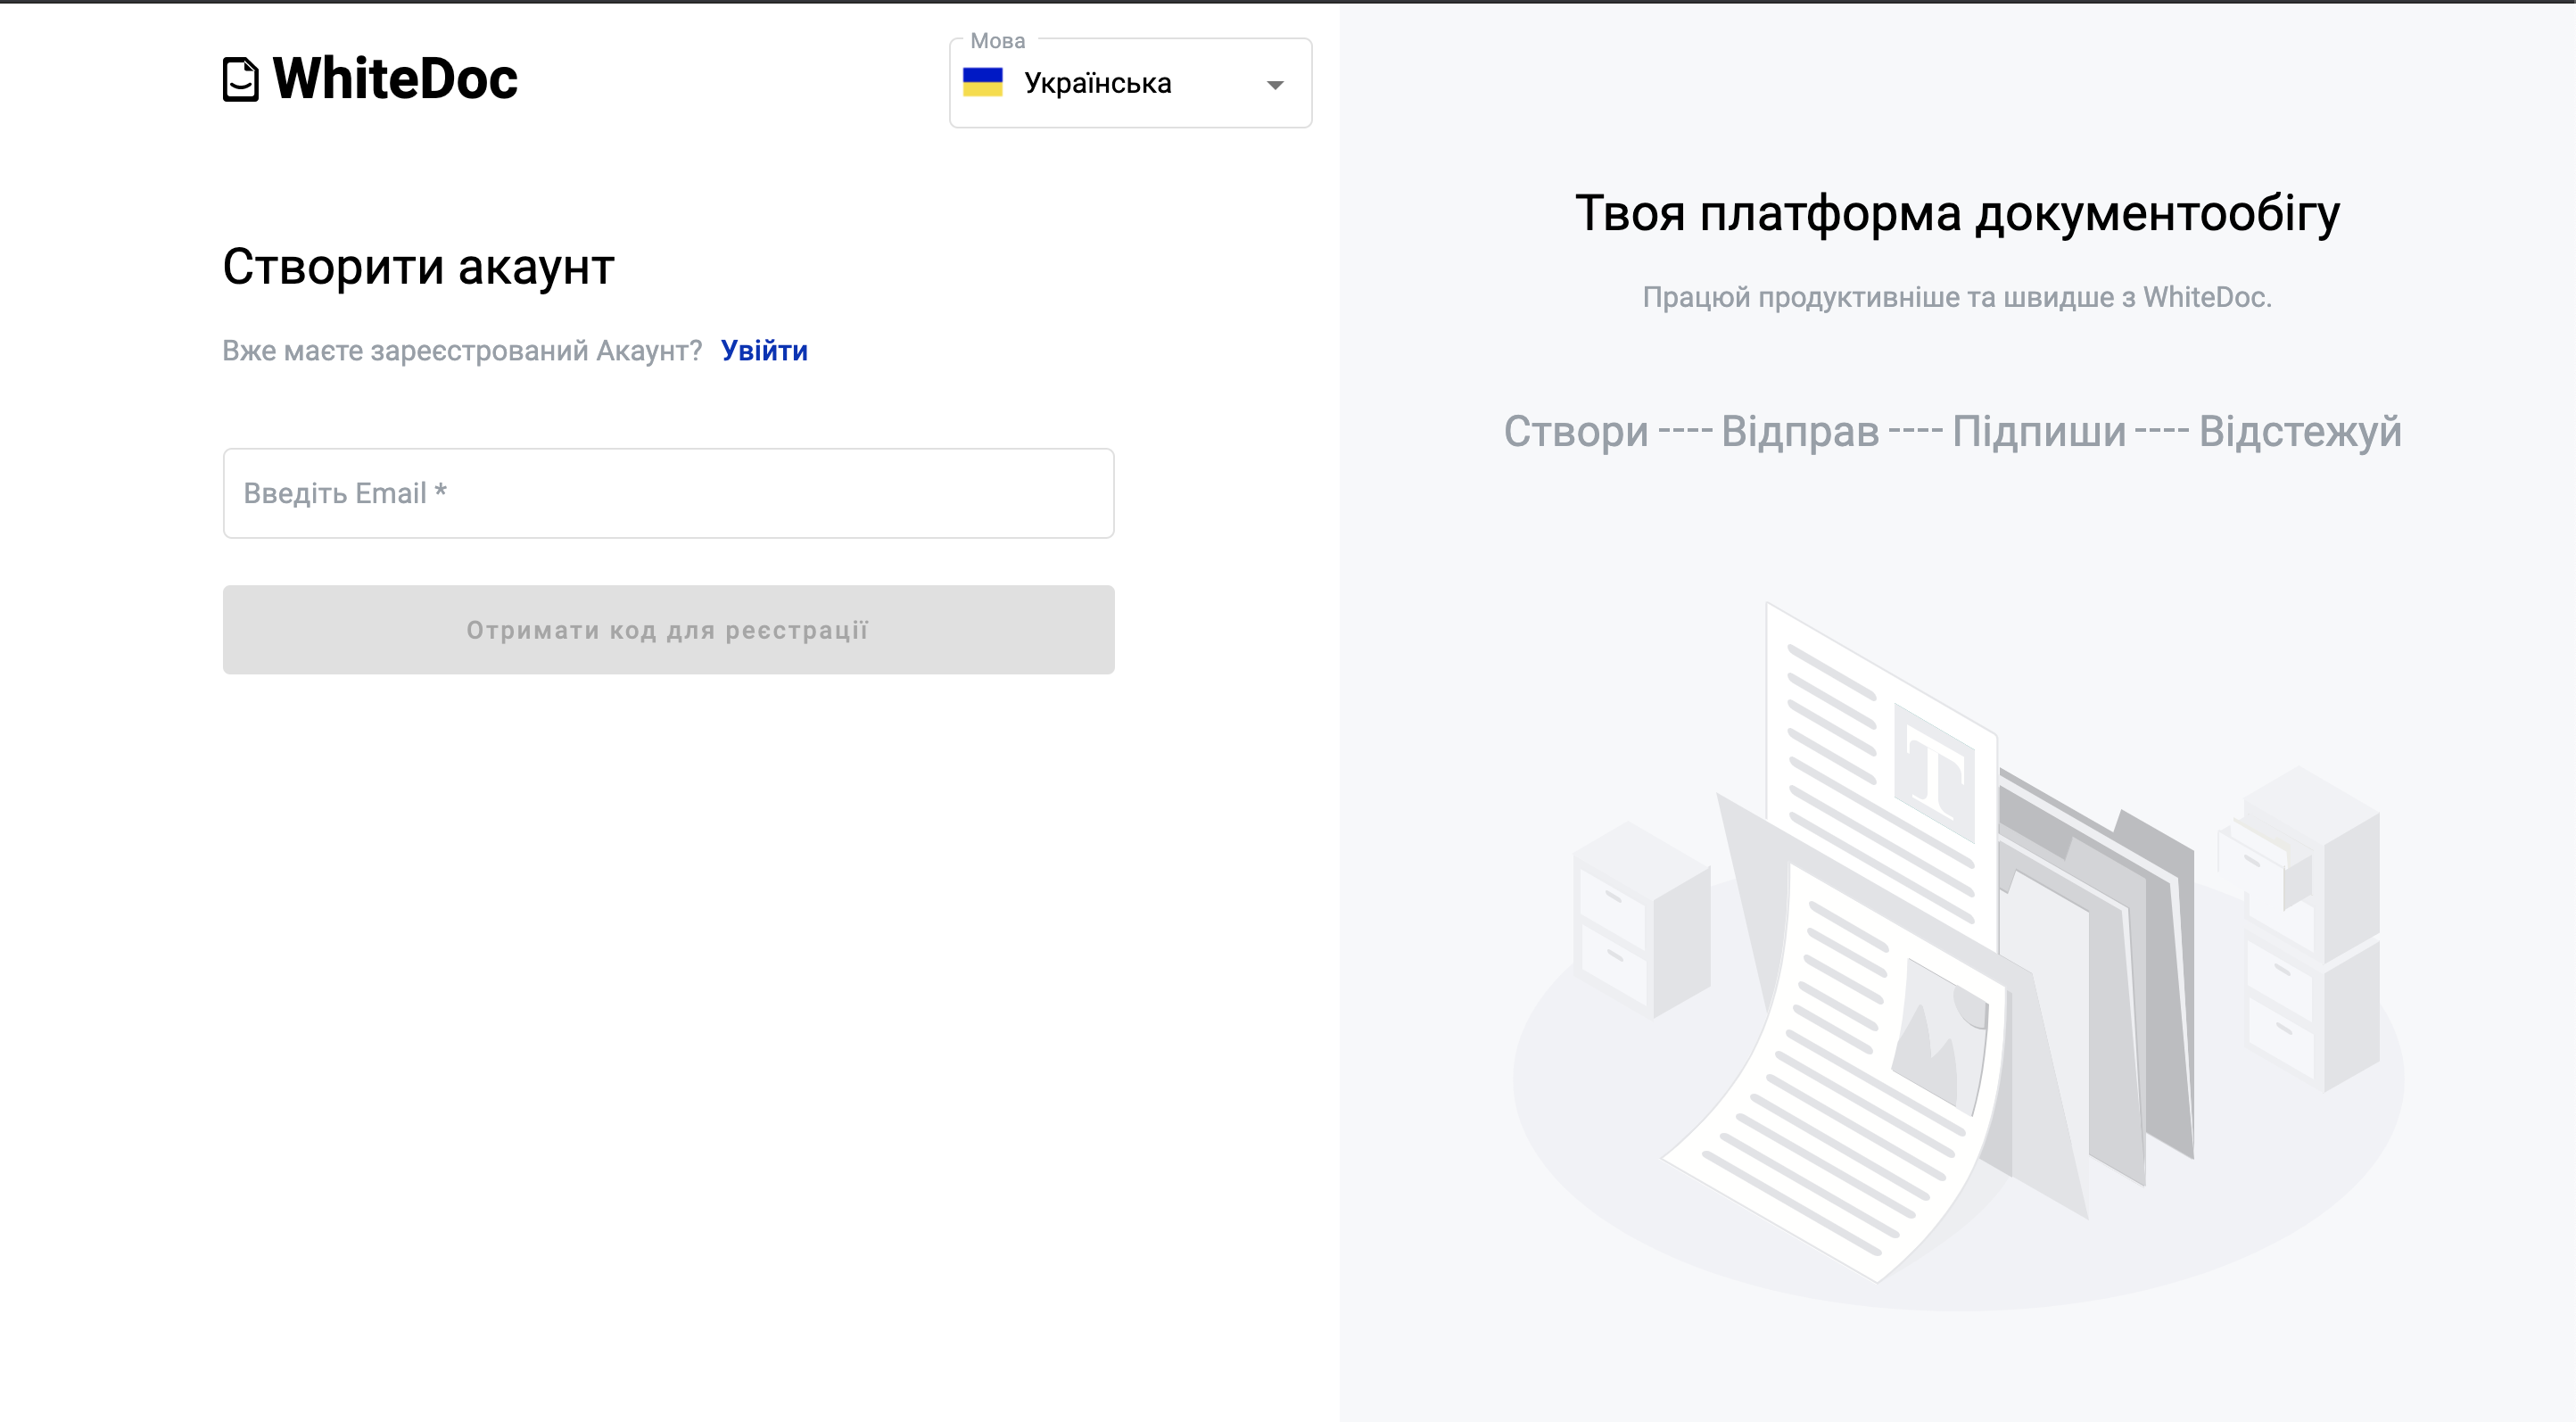 WhiteDoc
Мова
Українська
Створити акаунт
Вже маєте зареєстрований Акаунт? Увійти
Введіть Email *
Отримати код для реєстрації
Твоя платформа документообігу
Працюй продуктивніше та швидше з WhiteDoc.
Створи ---- Відправ ---- Підпиши ---- Відстежуй
T